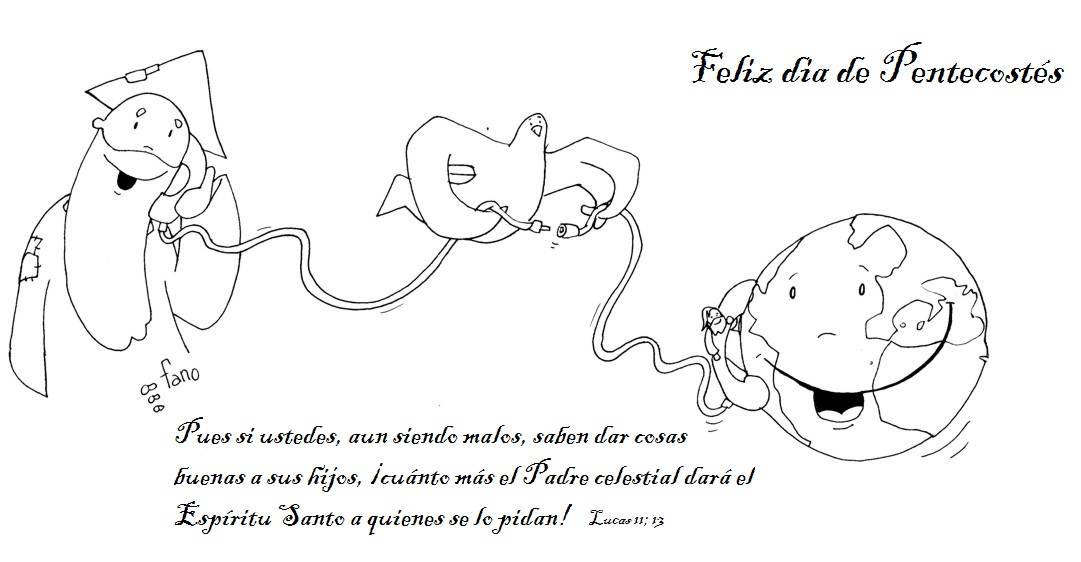 Feliz dia de Pentecostés
fano
Pues si ustedes, aun siendo malos, saben dar cosas
buenas a sus hijos, ¡cuánto más el Padre celestial dará el
Espíritu Santo a quienes se lo pidan! Lucas 11; 13